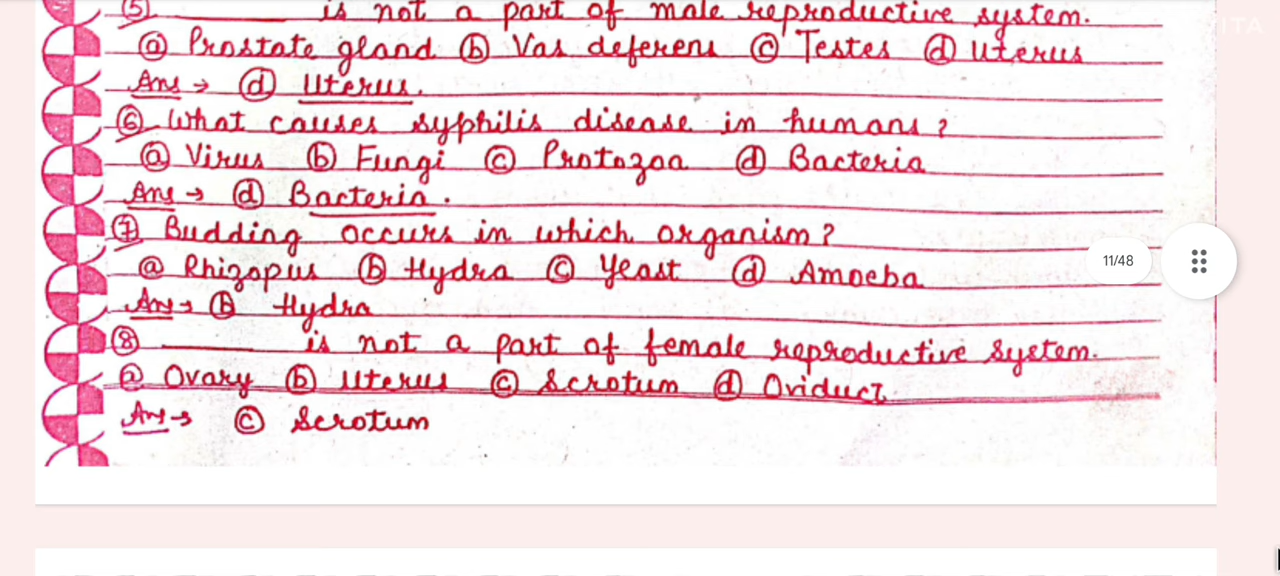 ⑤ ________ is not a part of male reproductive system.
ⓐ Prostate gland ⓑ Vas deferens ⓒ Testes ⓓ Uterus
Ans → ⓓ Uterus.
⑥ What causes syphilis disease in humans ?
ⓐ Virus ⓑ Fungi ⓒ Protozoa ⓓ Bacteria
Ans → ⓓ Bacteria.
⑦ Budding occurs in which organism ?
ⓐ Rhizopus ⓑ Hydra ⓒ Yeast ⓓ Amoeba
Ans → ⓑ Hydra
11/48
⑧ ________ is not a part of female reproductive system.
ⓐ Ovary ⓑ Uterus ⓒ Scrotum ⓓ Oviduct
Ans → ⓒ Scrotum